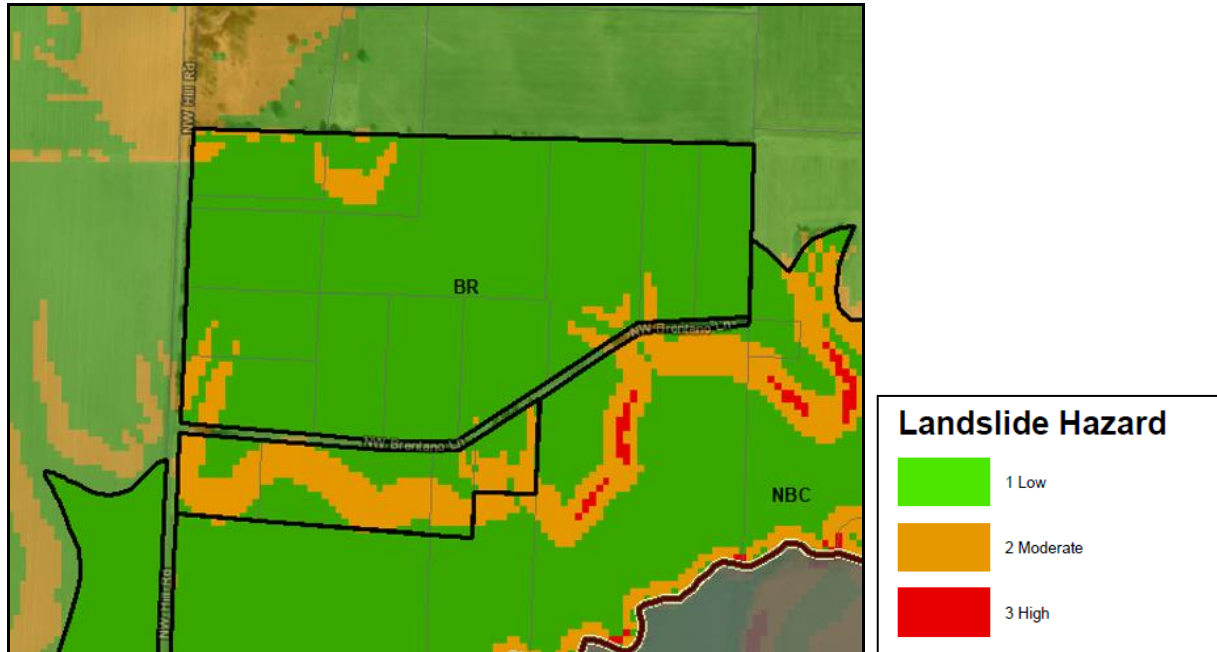 NW Hill Rd
BR
NW Brentano Ln
NW Brentano Ln
NBC
NW Hill Rd
Landslide Hazard
1 Low
2 Moderate
3 High